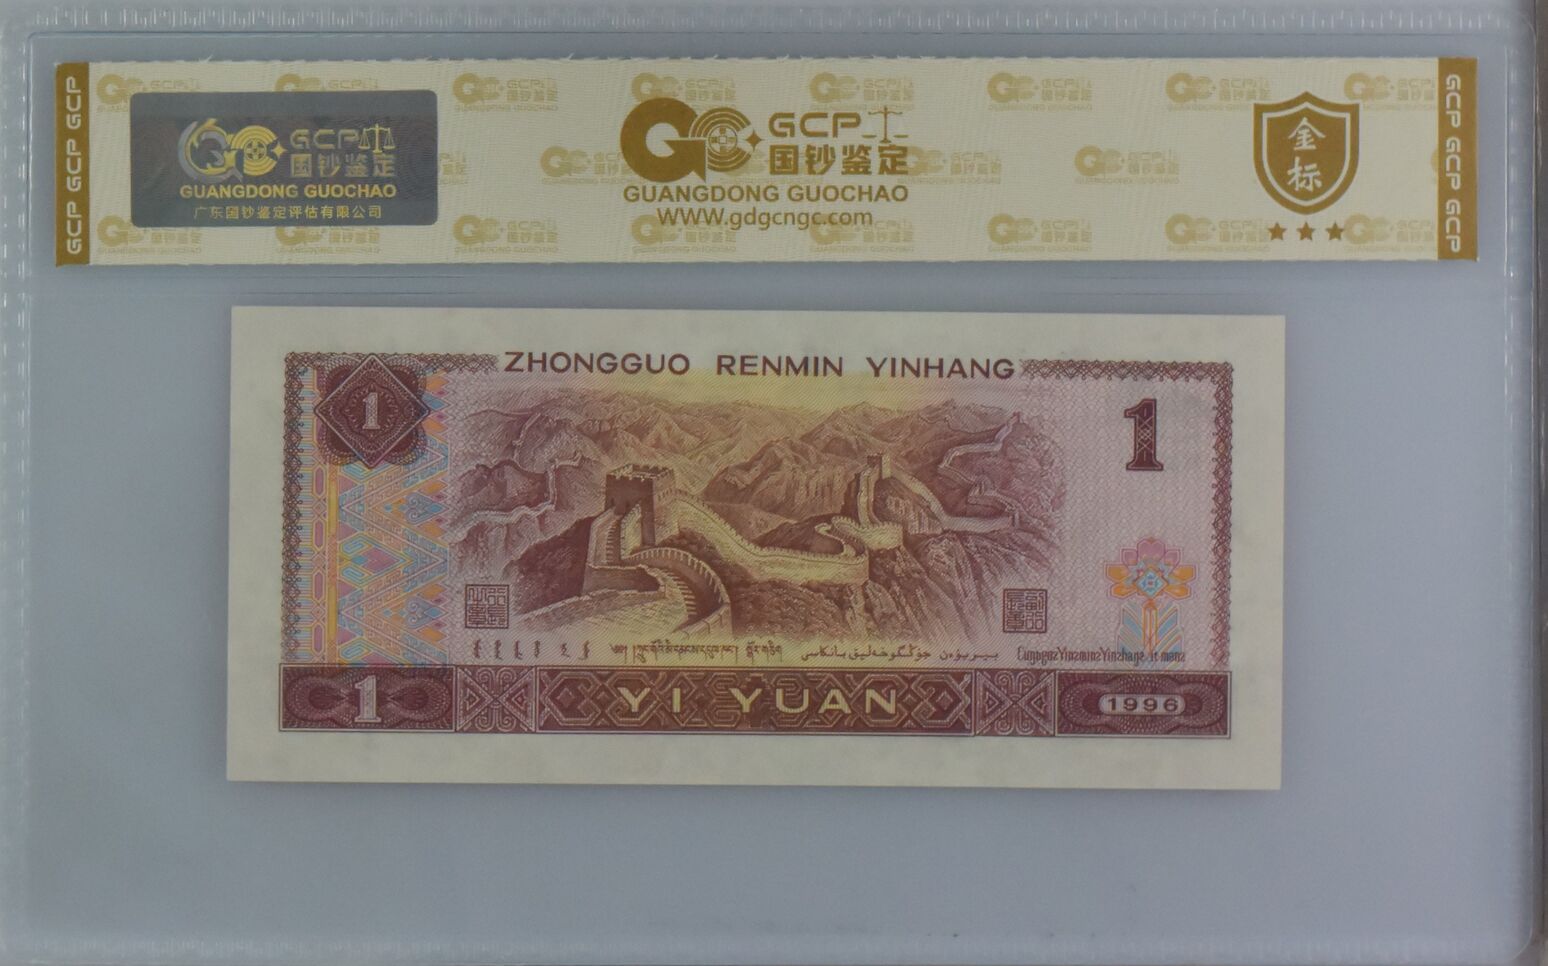 GCP GCP GCP
GCP
国钞鉴定
GUANGDONG GUOCHAO
广东国钞鉴定评估有限公司
GCP
国钞鉴定
GUANGDONG GUOCHAO
WWW.gdgcngc.com
金标
GCP GCP GCP
ZHONGGUO RENMIN YINHANG
1
1
1 YI YUAN 1996